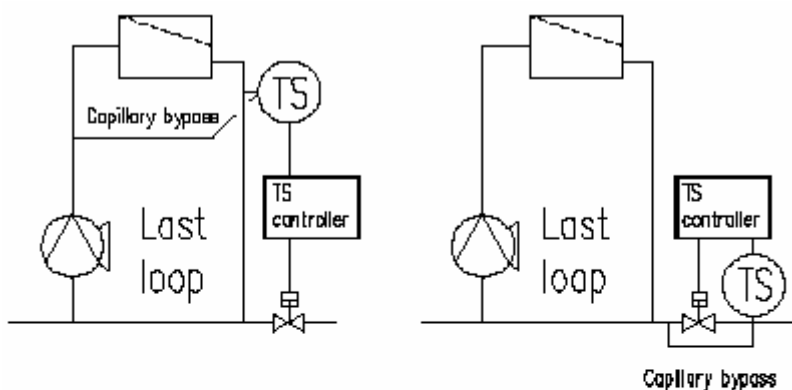 TS
Capillary bypass
TS
controller
Last
loop
TS
controller
Last
loop
TS
Capillary bypass